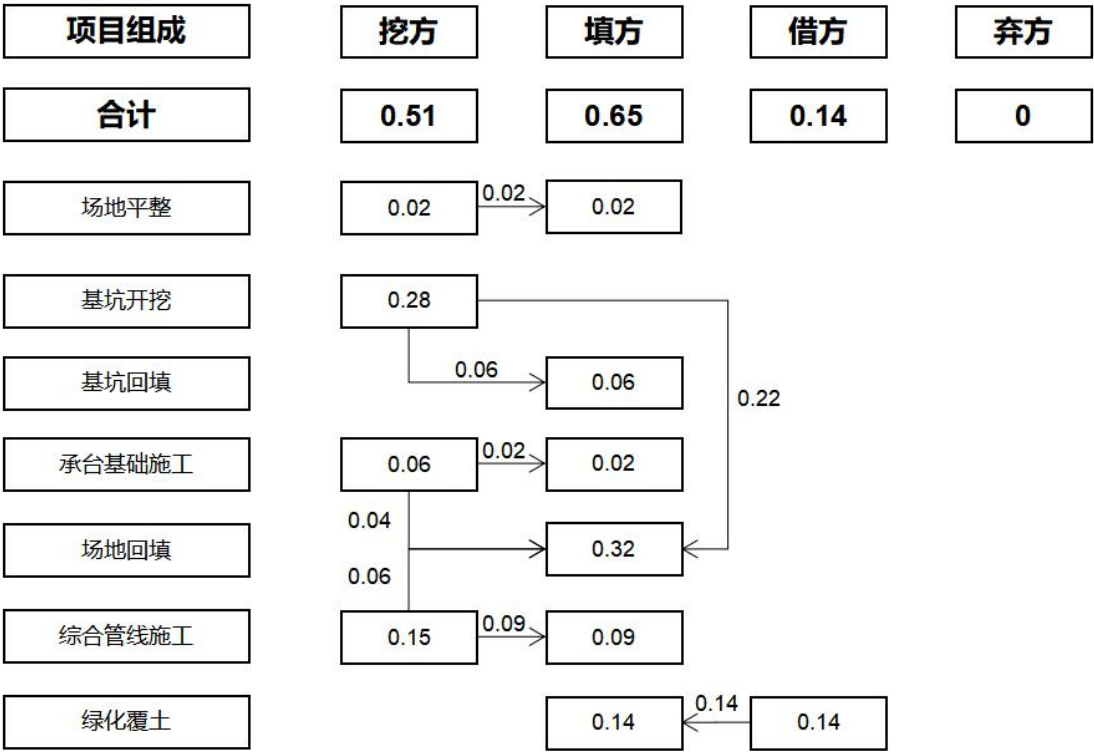 项目组成 挖方 填方 借方 弃方
合计 0.51 0.65 0.14 0
场地平整 0.02 0.02 0.02
基坑开挖 0.28
基坑回填 0.06 0.06
0.22
承台基础施工 0.06 0.02 0.02
0.04
场地回填 0.32
0.06
综合管线施工 0.15 0.09 0.09
绿化覆土 0.14 0.14 0.14